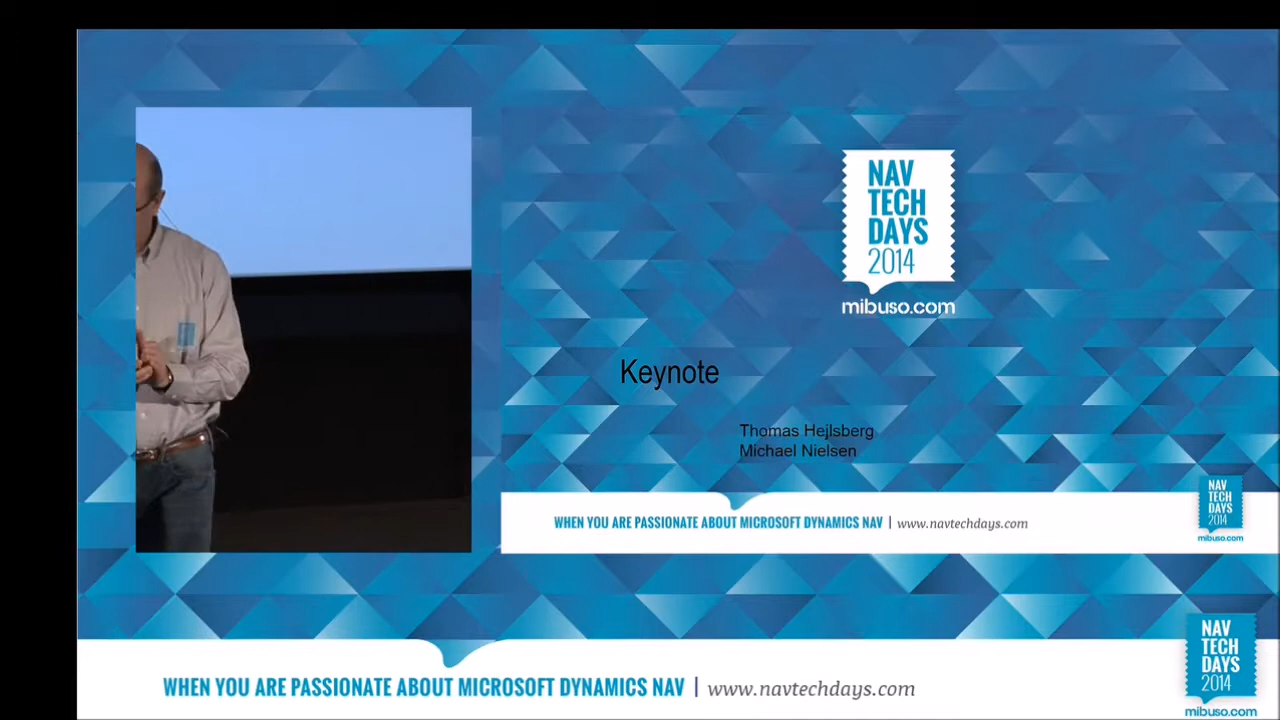 NAV
TECH
DAYS
2014
mibuso.com
Keynote
Thomas Hejlsberg
Michael Nielsen
WHEN YOU ARE PASSIONATE ABOUT MICROSOFT DYNAMICS NAV | www.navtechdays.com
NAV
TECH
DAYS
2014
mibuso.com
WHEN YOU ARE PASSIONATE ABOUT MICROSOFT DYNAMICS NAV | www.navtechdays.com
NAV
TECH
DAYS
2014
mibuso.com